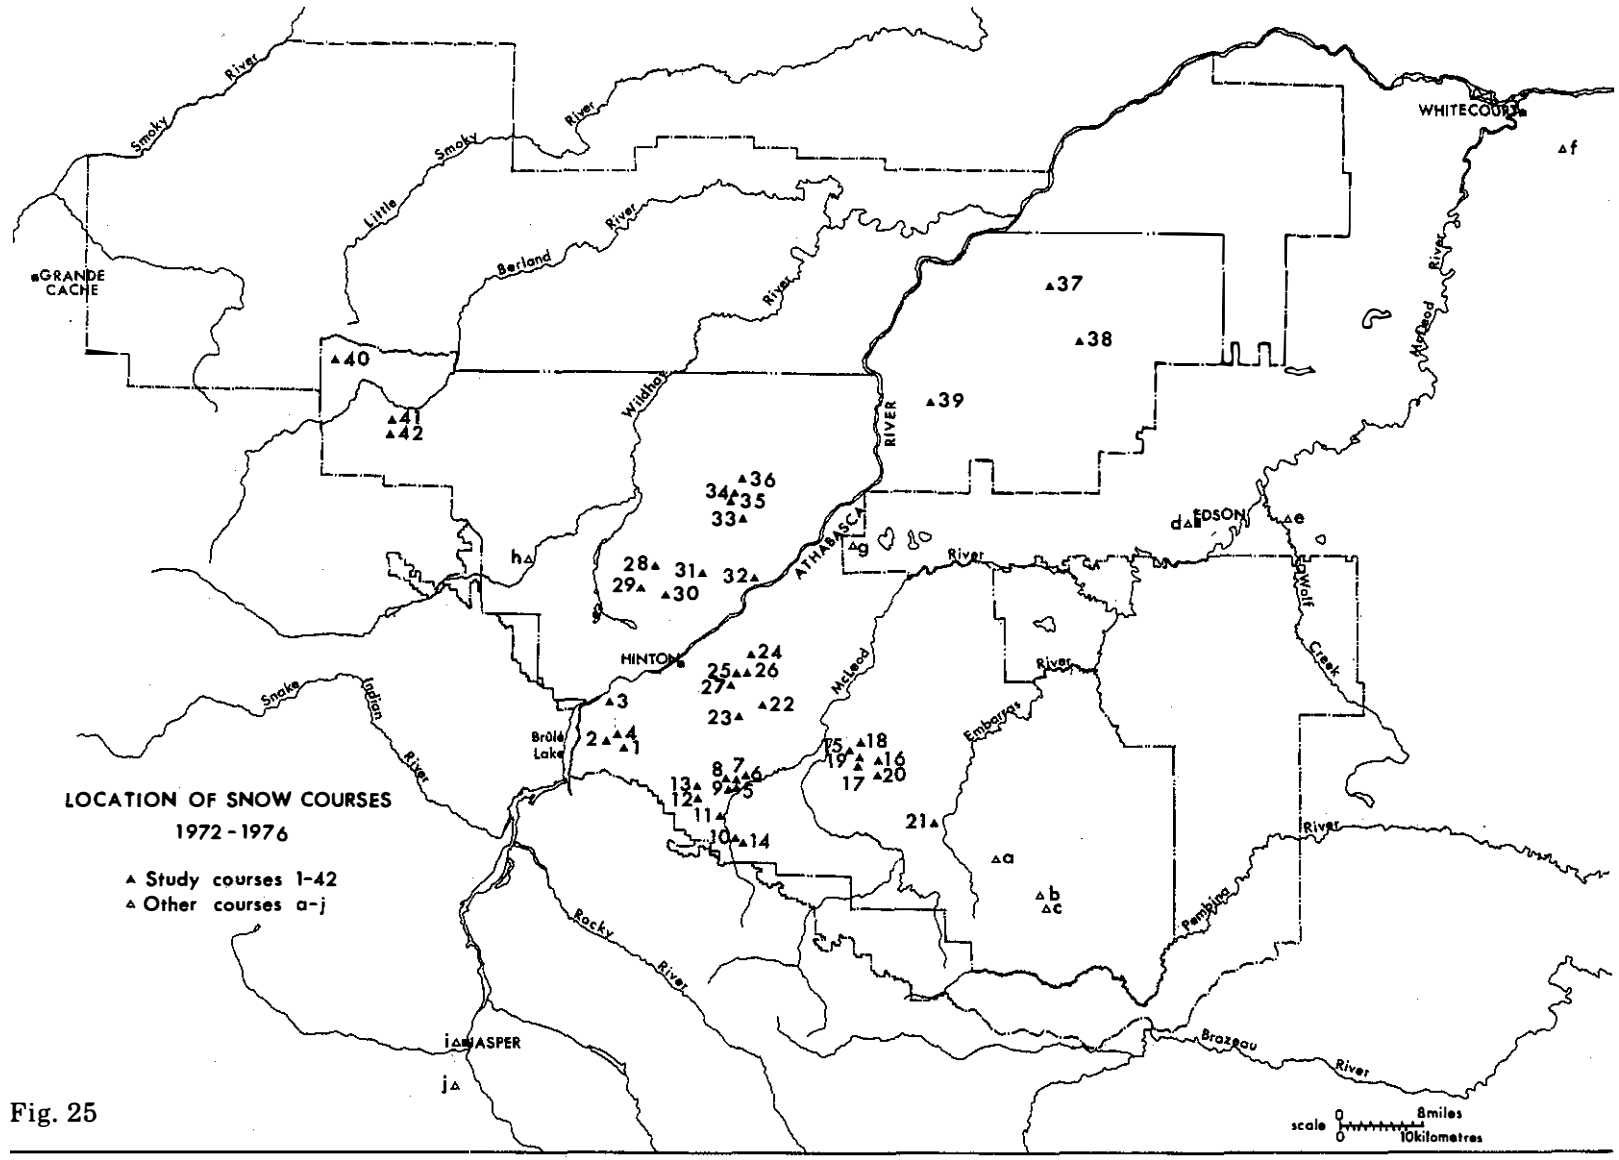 Smoky
River
Little
Smoky
River
WHITECOURT
f
GRANDE
CACHE
Berland
River
River
Wildhay
River
McLeod
37
38
39
40
41
42
RIVER
ATHABASCA
36
34
35
33
h
28
31
32
29
30
g
d
EDSON
e
River
Wolf
Creek
HINTON
24
25
26
27
22
23
3
2
4
1
Brûlé
Lake
McLeod
River
Embarras
Snake
Indian
River
15
18
19
16
17
20
8
7
6
13
9
5
12
11
10
14
21
a
b
c
River
Pembina
LOCATION OF SNOW COURSES
1972-1976
▲ Study courses 1-42
△ Other courses a-j
Rocky
River
i
JASPER
j
Brazeau
River
Fig. 25
scale
0
8miles
0
10kilometres